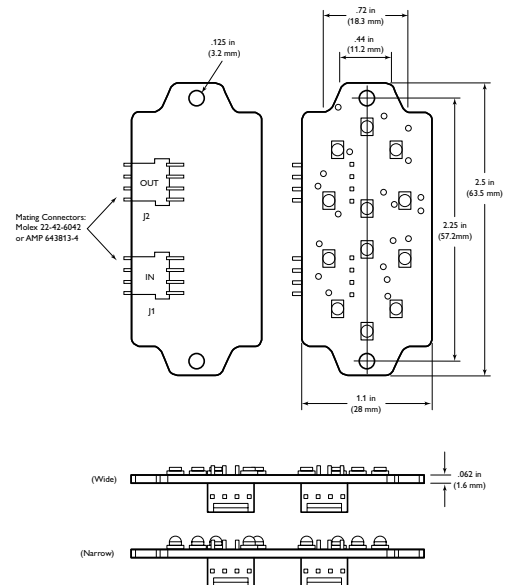 .72 in
(18.3 mm)
.125 in
(3.2 mm)
.44 in
(11.2 mm)
OUT
J2
2.5 in
(63.5 mm)
2.25 in
(57.2mm)
Mating Connectors:
Molex 22-42-6042
or AMP 643813-4
IN
J1
1.1 in
(28 mm)
(Wide)
.062 in
(1.6 mm)
(Narrow)